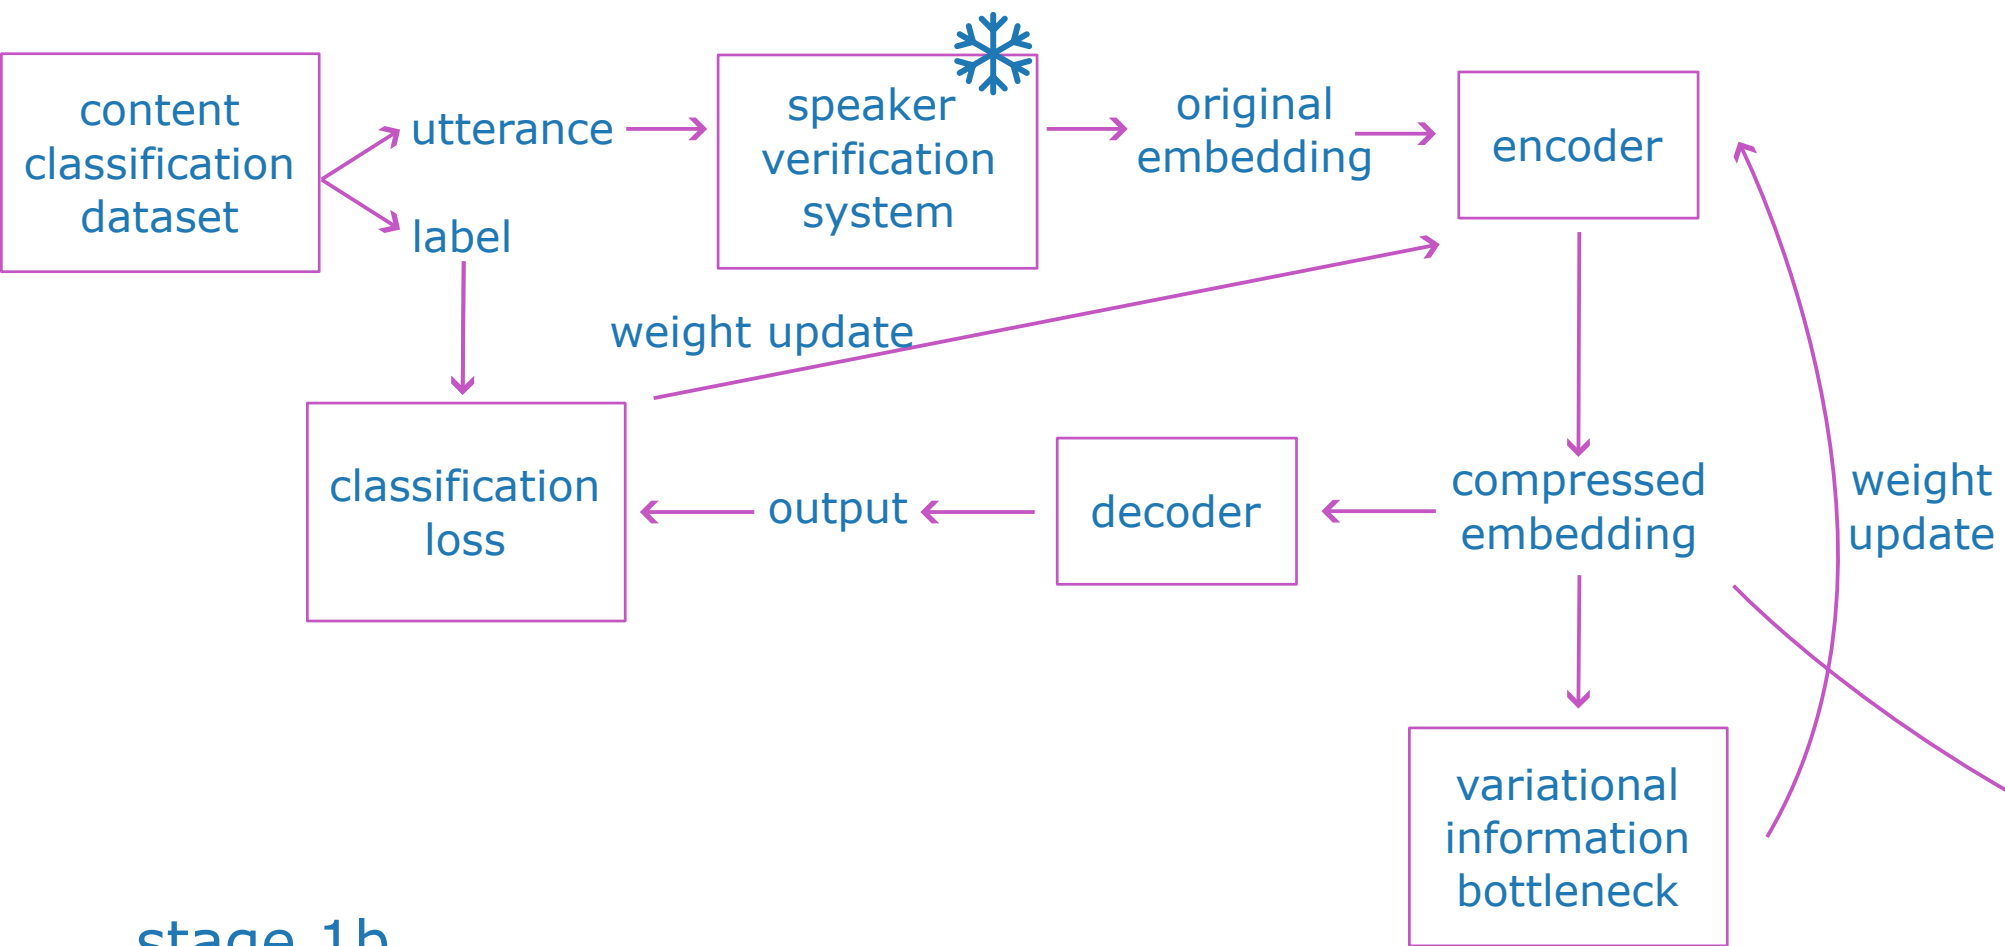 content
classification
dataset
utterance
label
speaker
verification
system
original
embedding
encoder
weight update
classification
loss
output
decoder
compressed
embedding
weight
update
variational
information
bottleneck
stage 1b